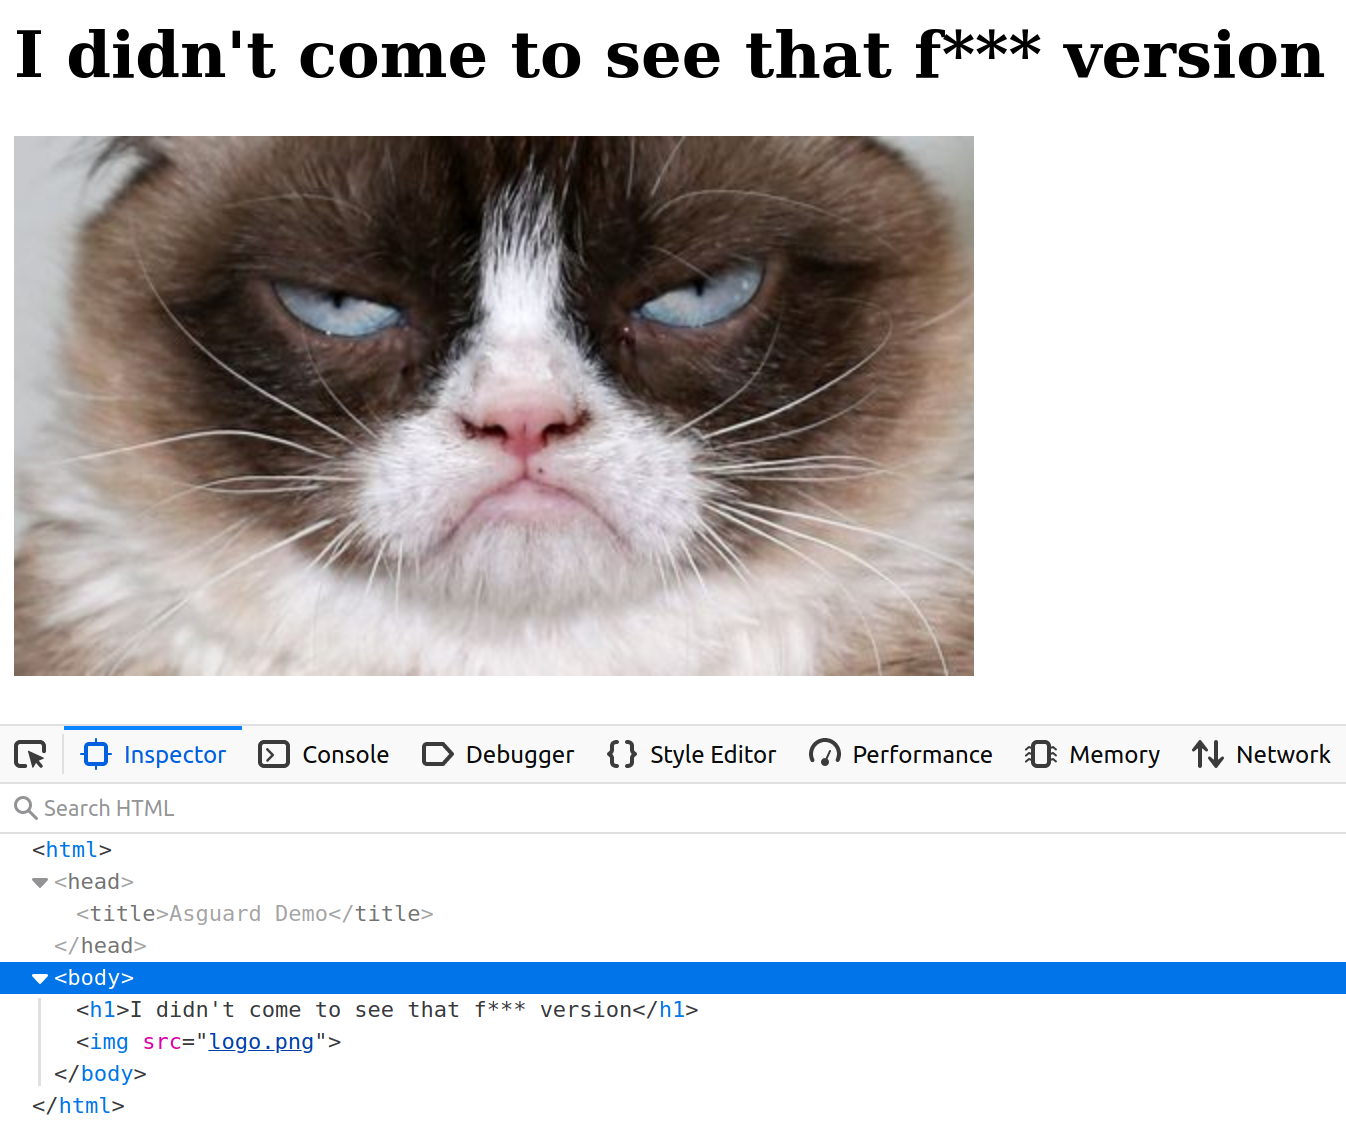 I didn't come to see that f*** version
Inspector Console Debugger Style Editor Performance Memory Network
Search HTML
<html>
<head>
<title>Asguard Demo</title>
</head>
<body>
<h1>I didn't come to see that f*** version</h1>
<img src="logo.png">
</body>
</html>